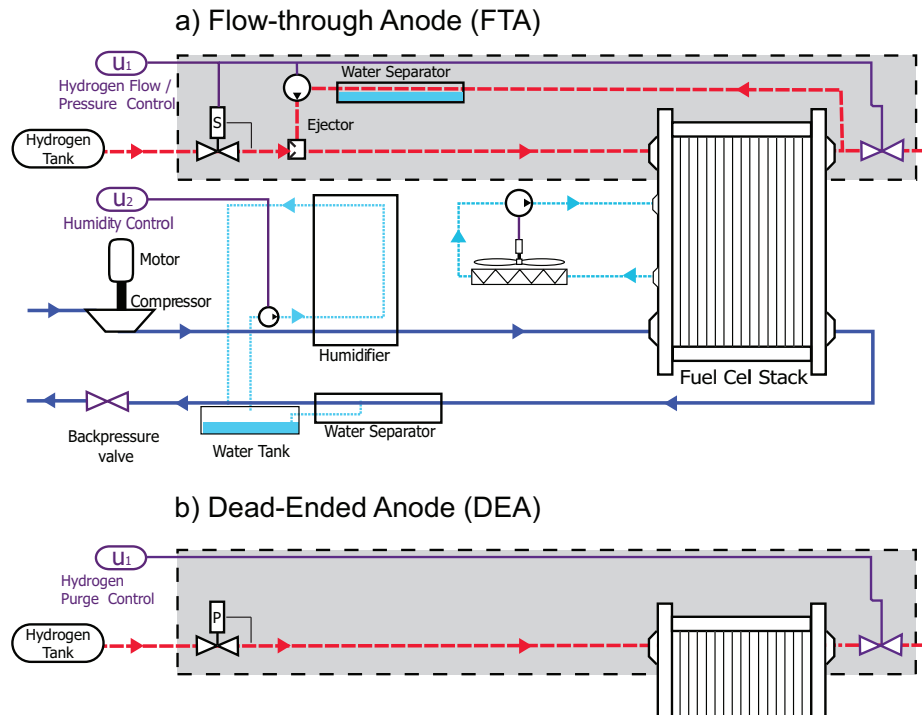 a) Flow-through Anode (FTA)
u1
Hydrogen Flow /
Pressure Control
Water Separator
S
Ejector
Hydrogen
Tank
u2
Humidity Control
Motor
Compressor
Humidifier
Fuel Cel Stack
Backpressure
valve
Water Tank
Water Separator
b) Dead-Ended Anode (DEA)
u1
Hydrogen
Purge Control
P
Hydrogen
Tank